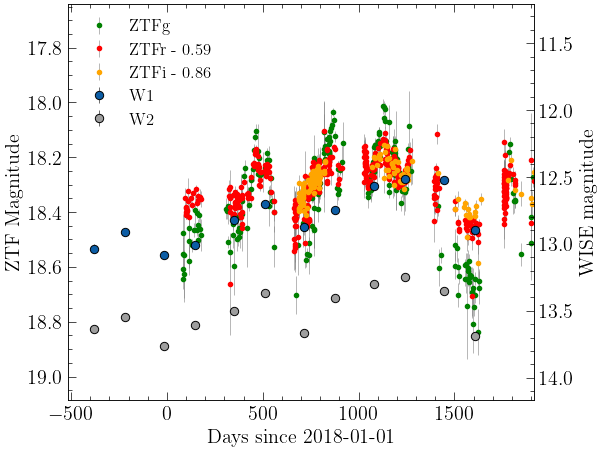 ZTFg
ZTFr - 0.59
ZTFi - 0.86
W1
W2
17.8
18.0
18.2
18.4
18.6
18.8
19.0
ZTF Magnitude
11.5
12.0
12.5
13.0
13.5
14.0
WISE magnitude
−500
0
500
1000
1500
Days since 2018-01-01